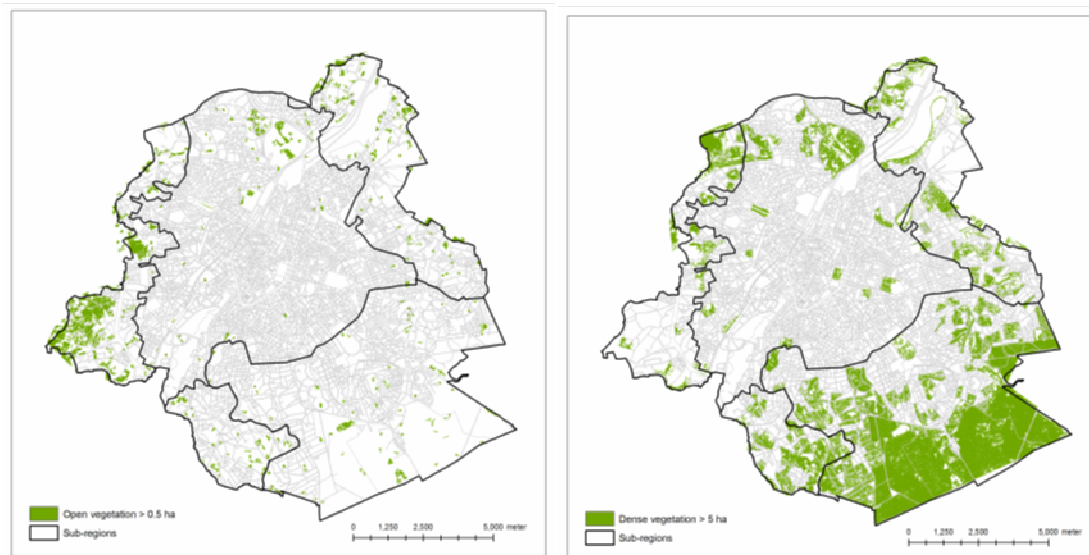 Open vegetation > 0.5 ha
Sub-regions
0 1,250 2,500 5,000 meter
Dense vegetation > 5 ha
Sub-regions
0 1,250 2,500 5,000 meter